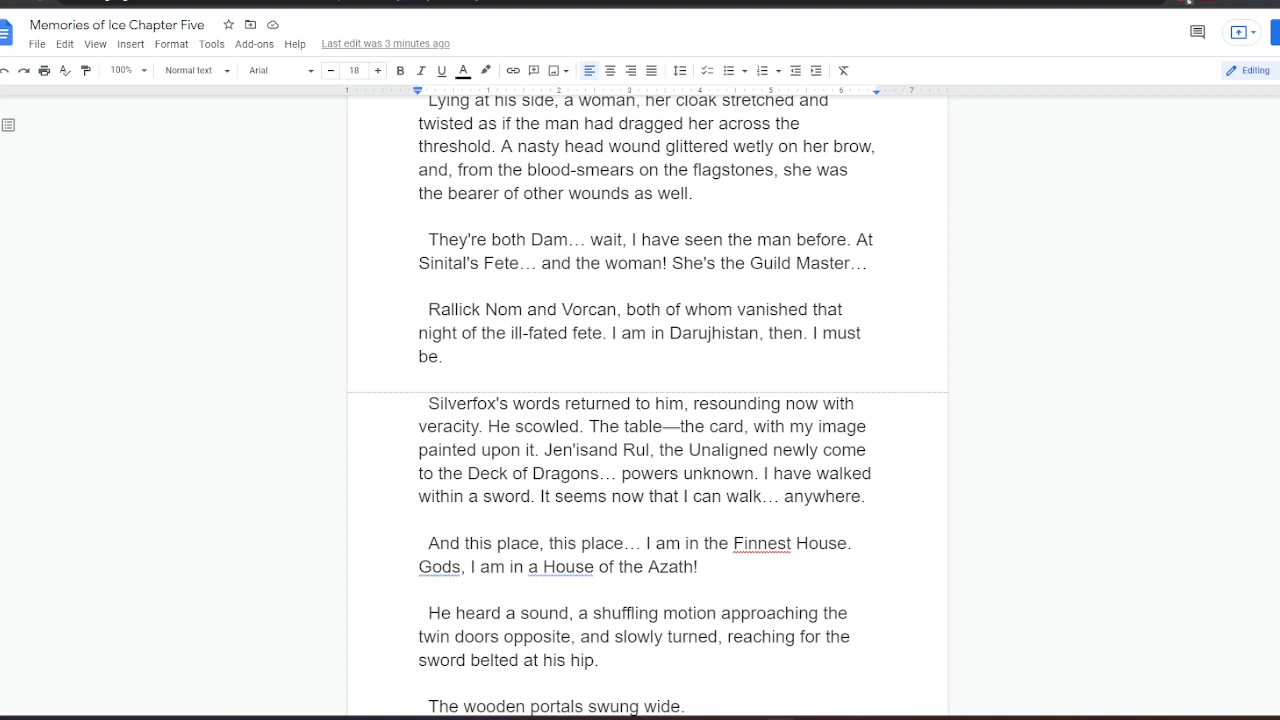 Memories of Ice Chapter Five
File Edit View Insert Format Tools Add-ons Help Last edit was 3 minutes ago
100% Normal text Arial 18 B I U A Editing
1 1 2 3 4 5 6 7
Lying at his side, a woman, her cloak stretched and
twisted as if the man had dragged her across the
threshold. A nasty head wound glittered wetly on her brow,
and, from the blood-smears on the flagstones, she was
the bearer of other wounds as well.
They're both Dam… wait, I have seen the man before. At
Sinital's Fete… and the woman! She's the Guild Master…
Rallick Nom and Vorcan, both of whom vanished that
night of the ill-fated fete. I am in Darujhistan, then. I must
be.
Silverfox's words returned to him, resounding now with
veracity. He scowled. The table—the card, with my image
painted upon it. Jen'isand Rul, the Unaligned newly come
to the Deck of Dragons… powers unknown. I have walked
within a sword. It seems now that I can walk… anywhere.
And this place, this place… I am in the Finnest House.
Gods, I am in a House of the Azath!
He heard a sound, a shuffling motion approaching the
twin doors opposite, and slowly turned, reaching for the
sword belted at his hip.
The wooden portals swung wide.